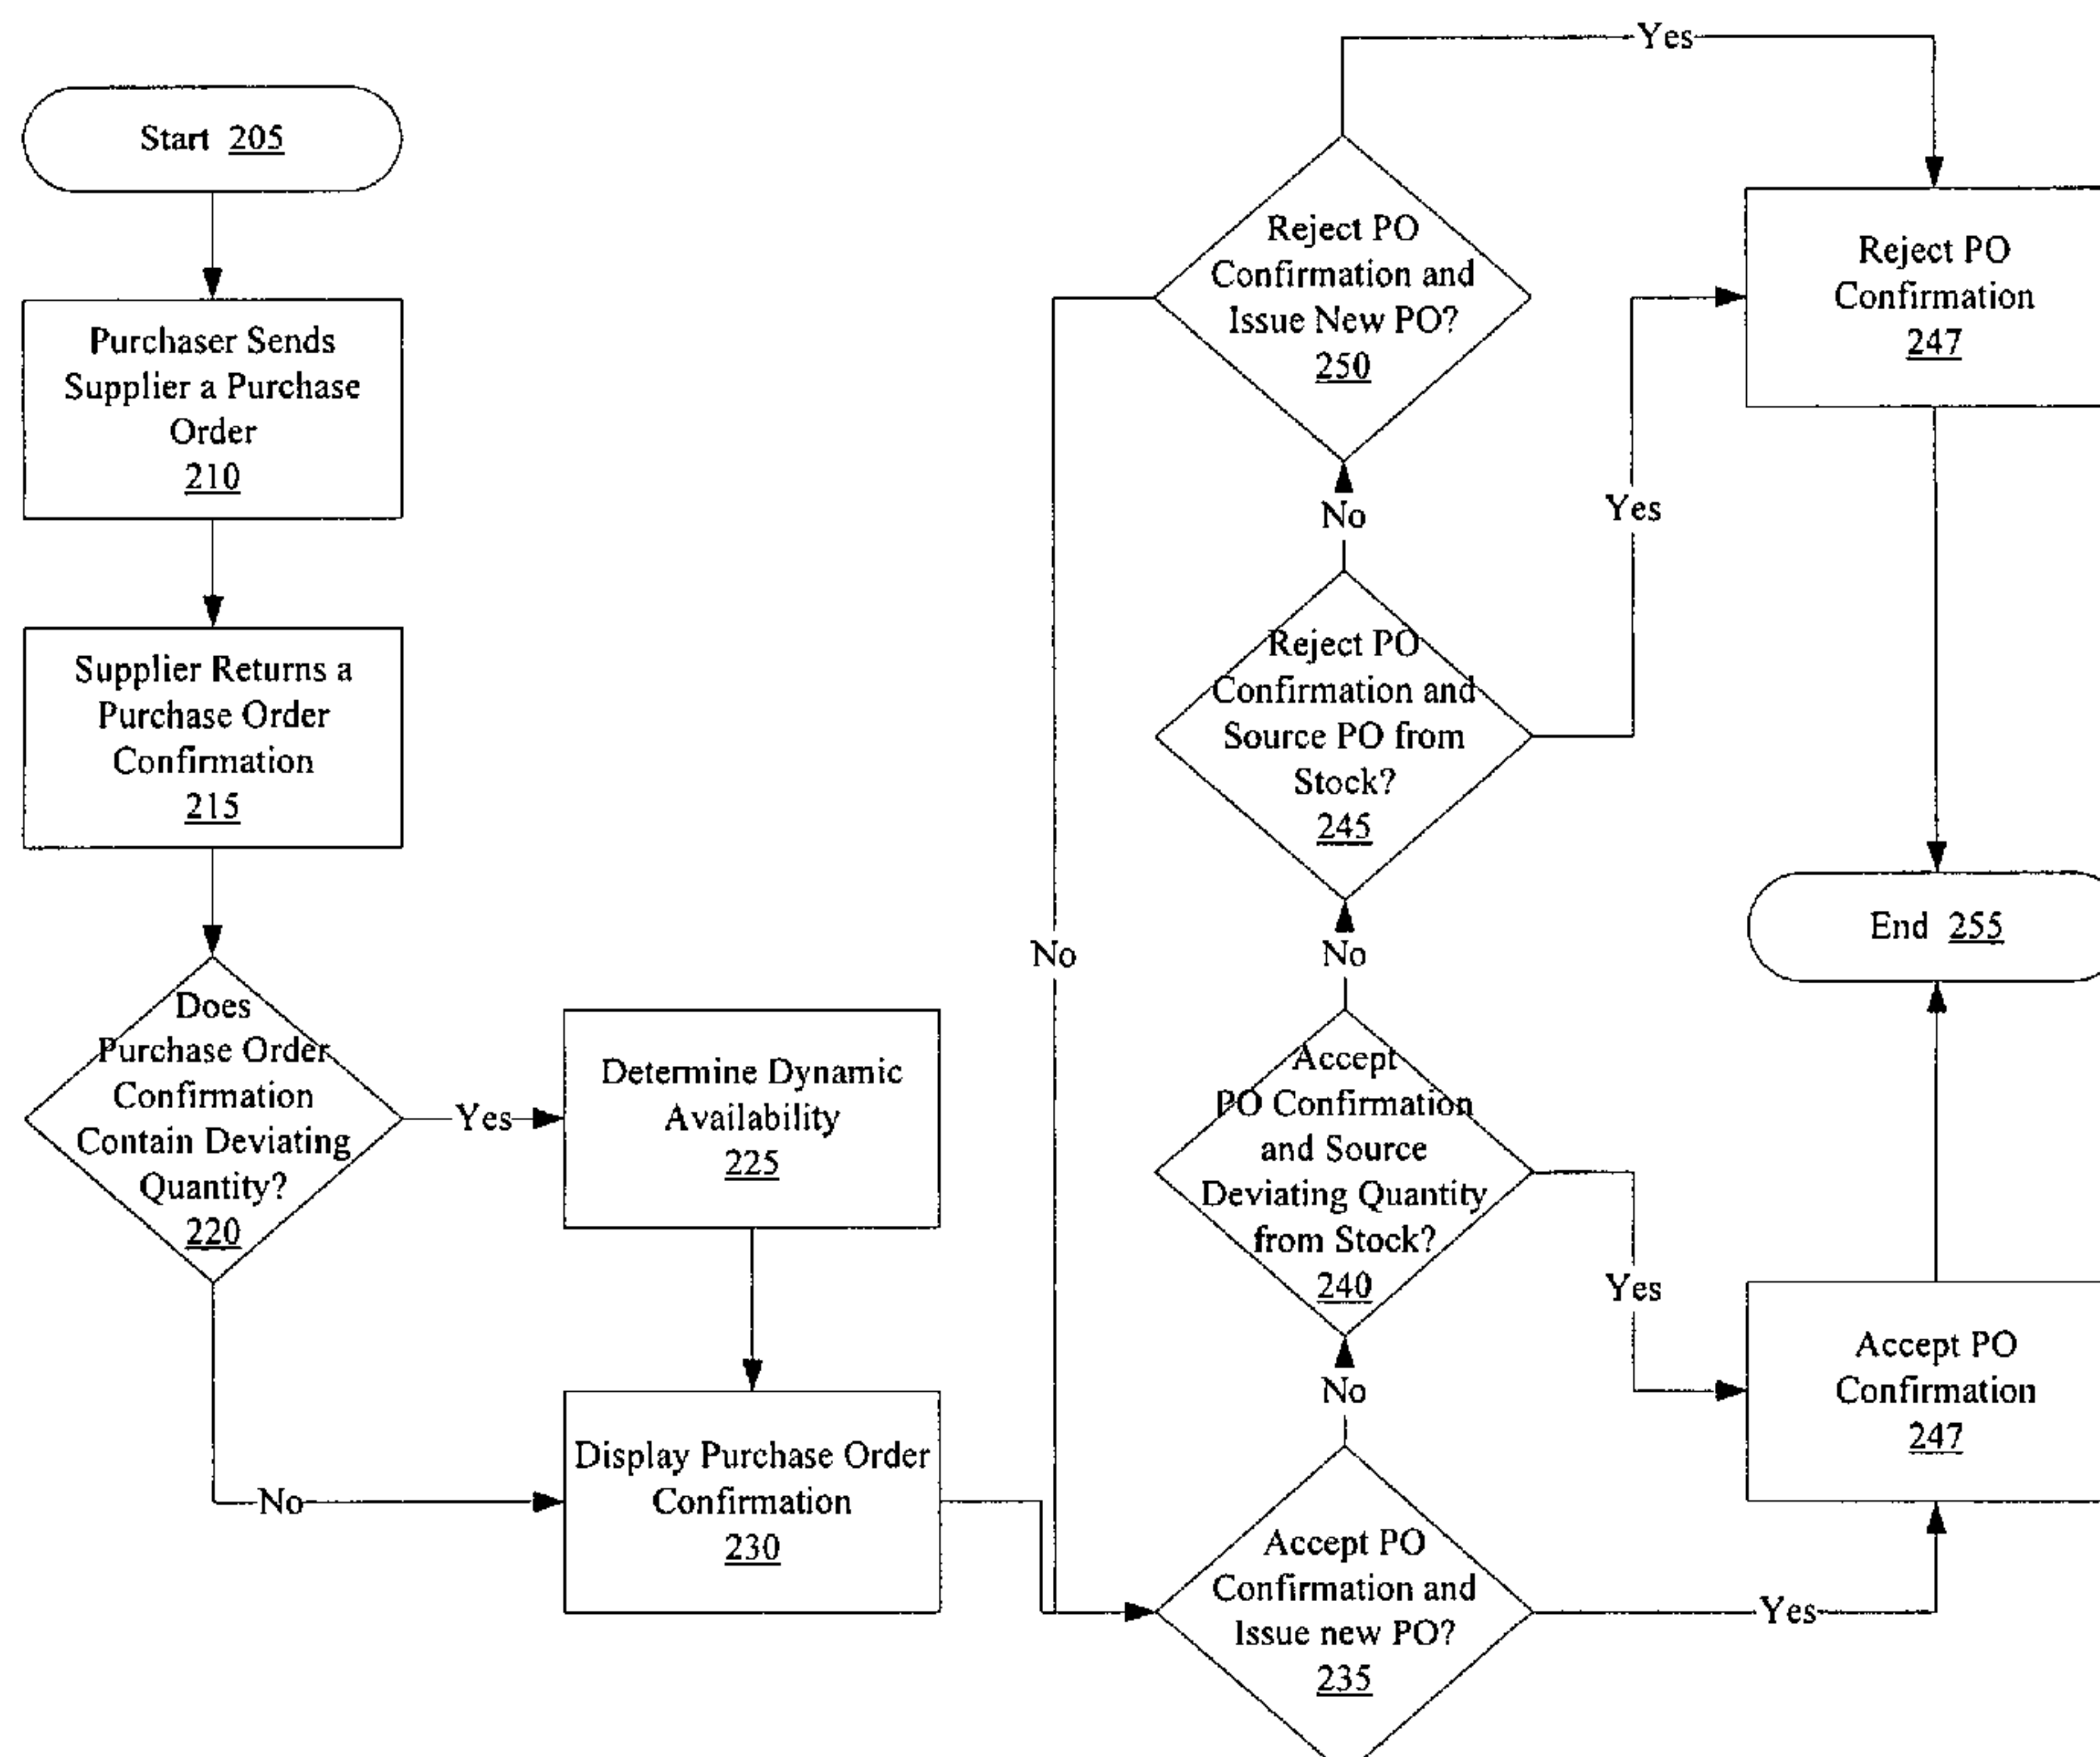 Start 205
Purchaser Sends
Supplier a Purchase
Order
210
Supplier Returns a
Purchase Order
Confirmation
215
Does
Purchase Order
Confirmation
Contain Deviating
Quantity?
220
Yes
No
Determine Dynamic
Availability
225
Display Purchase Order
Confirmation
230
Accept PO
Confirmation and
Issue new PO?
235
Yes
No
Accept
PO Confirmation
and Source
Deviating Quantity
from Stock?
240
Yes
No
Reject PO
Confirmation and
Source PO from
Stock?
245
Yes
No
Reject PO
Confirmation and
Issue New PO?
250
Yes
No
Reject PO
Confirmation
247
End 255
Accept PO
Confirmation
247